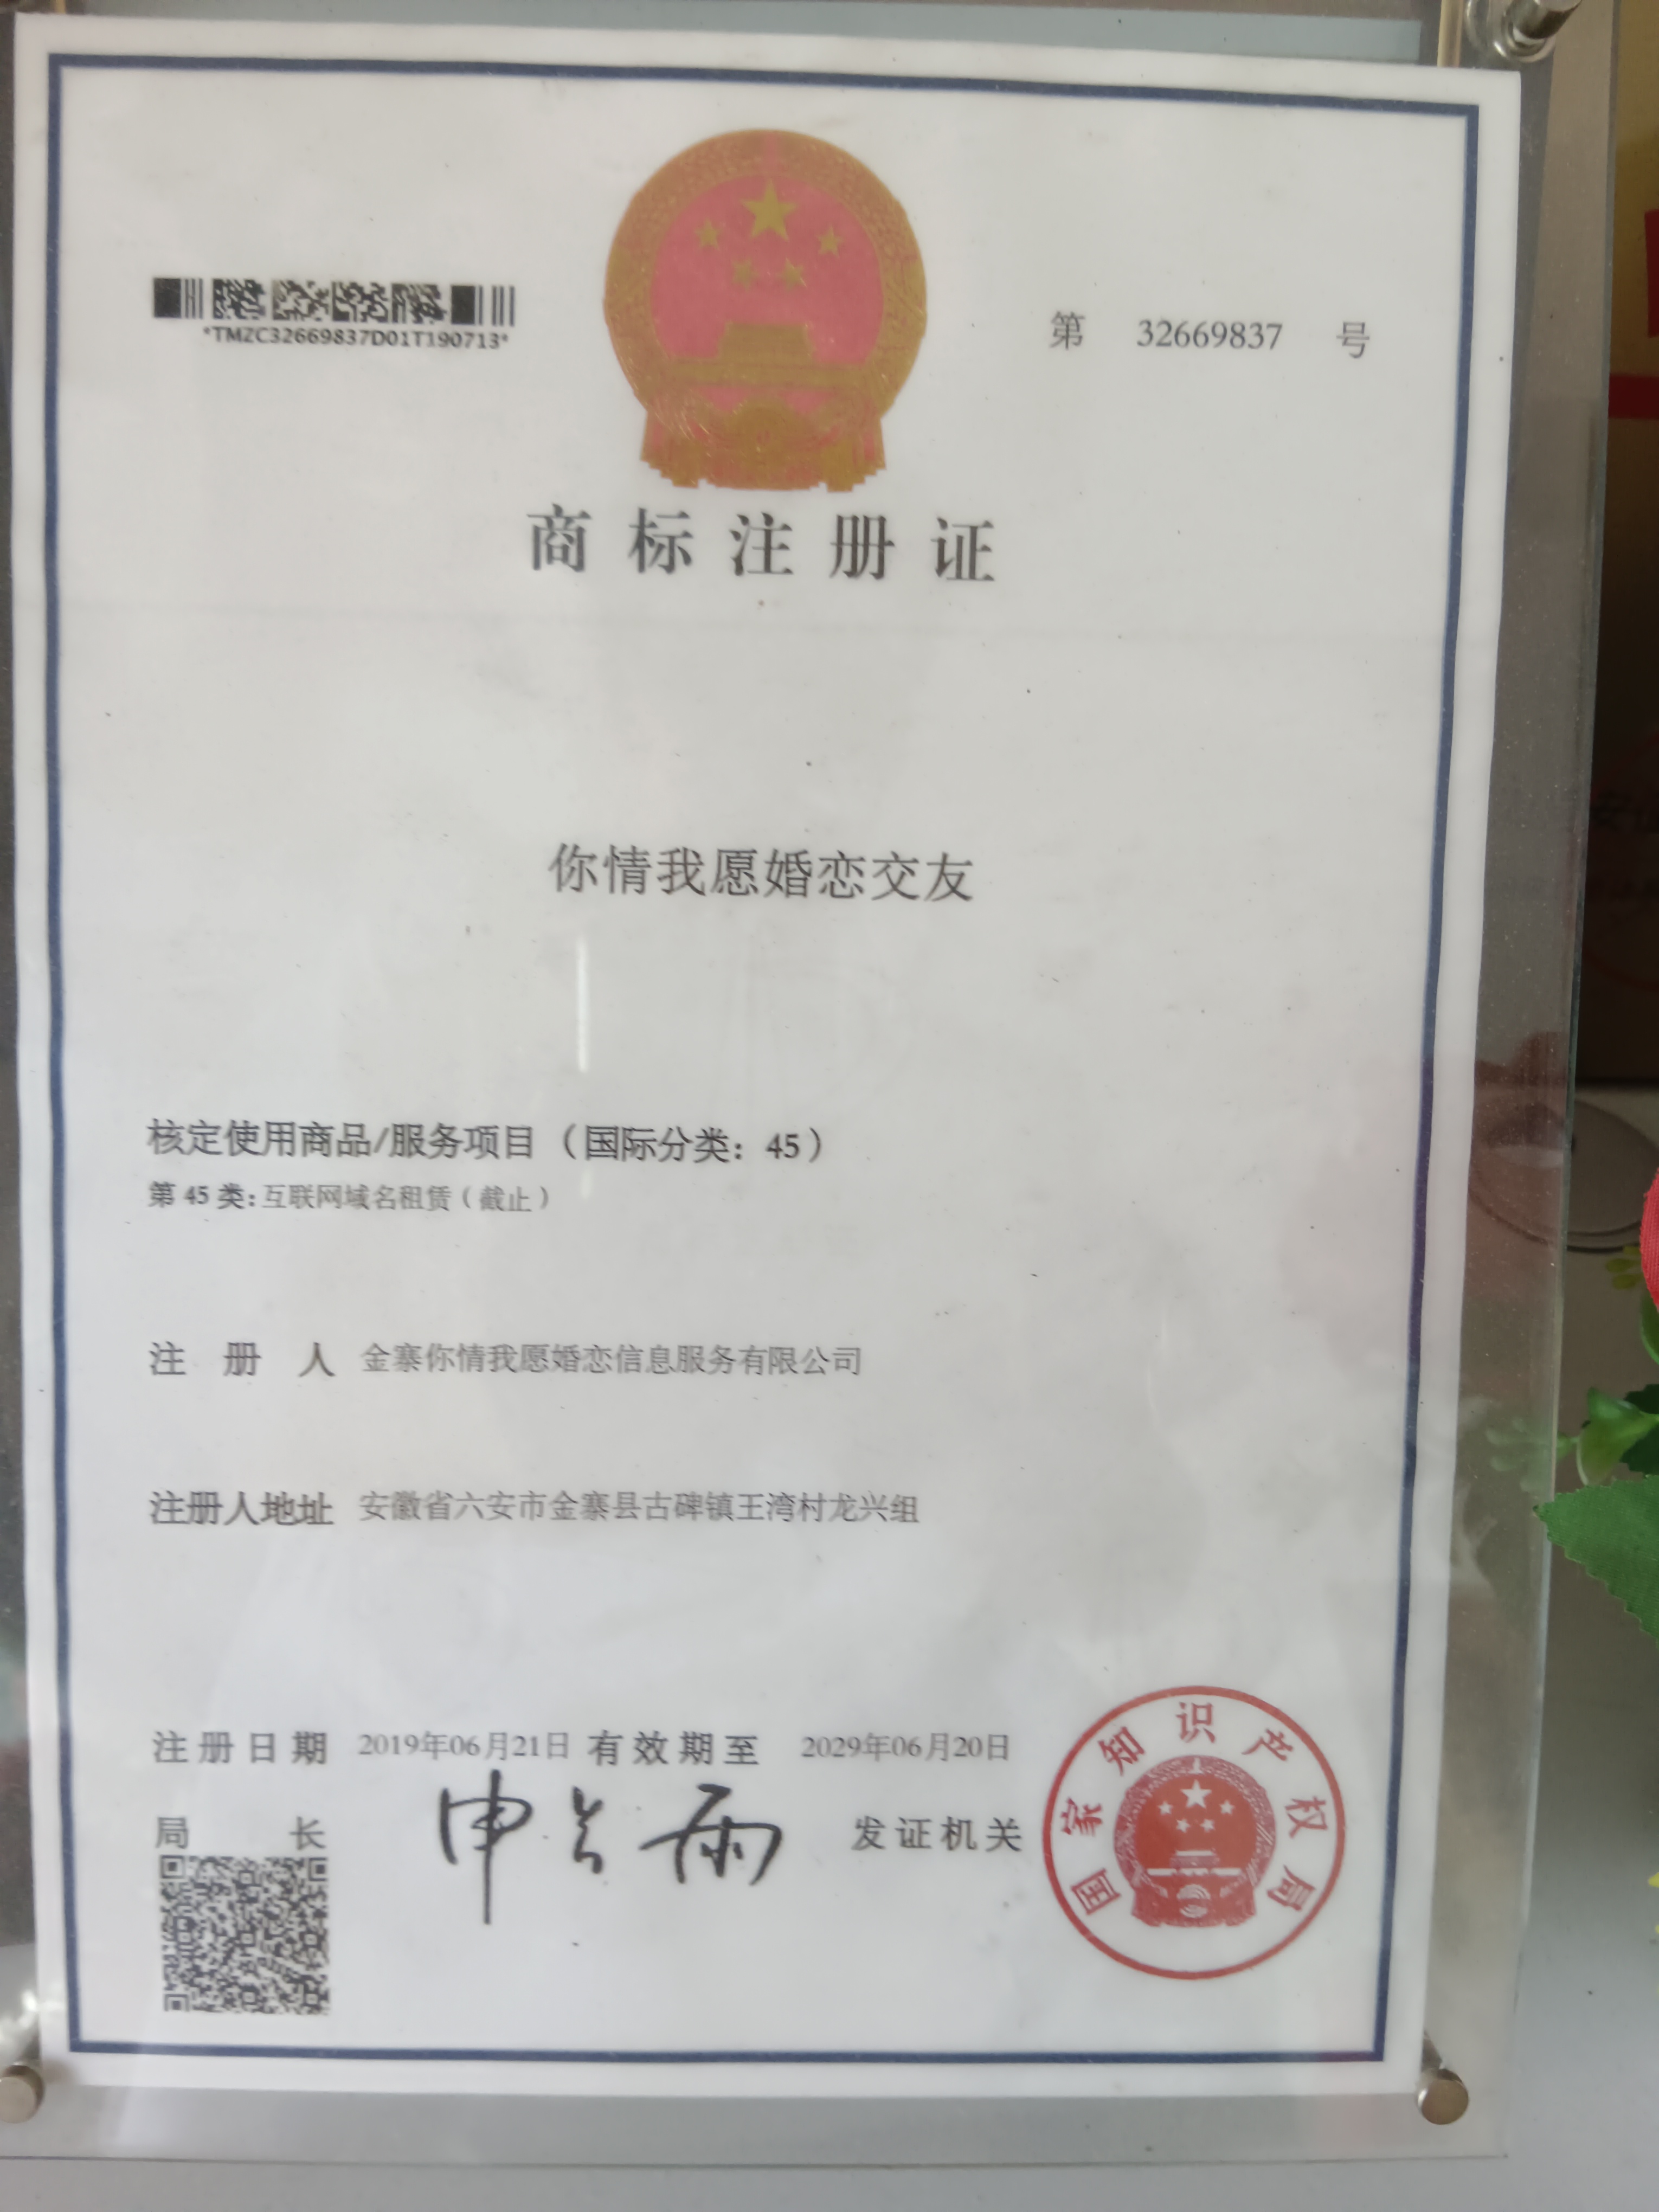 *TMZC32669837D01T190713*
第 32669837 号
商标注册证
你情我愿婚恋交友
核定使用商品/服务项目（国际分类：45）
第 45 类：互联网域名租赁（截止）
注册人 金寨你情我愿婚恋信息服务有限公司
注册人地址 安徽省六安市金寨县古碑镇王湾村龙兴组
注册日期 2019年06月21日 有效期至 2029年06月20日
局长 申长雨 发证机关
国家知识产权局